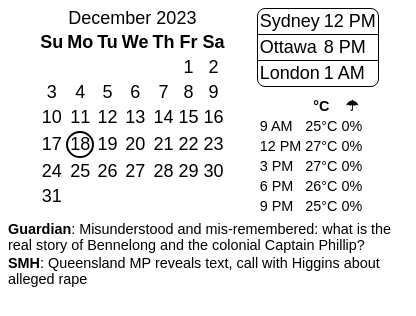 December 2023
Su Mo Tu We Th Fr Sa
1 2
3 4 5 6 7 8 9
10 11 12 13 14 15 16
17 18 19 20 21 22 23
24 25 26 27 28 29 30
31
Sydney 12 PM
Ottawa 8 PM
London 1 AM
°C ☂
9 AM 25°C 0%
12 PM 27°C 0%
3 PM 27°C 0%
6 PM 26°C 0%
9 PM 25°C 0%
Guardian: Misunderstood and mis-remembered: what is the
real story of Bennelong and the colonial Captain Phillip?
SMH: Queensland MP reveals text, call with Higgins about
alleged rape